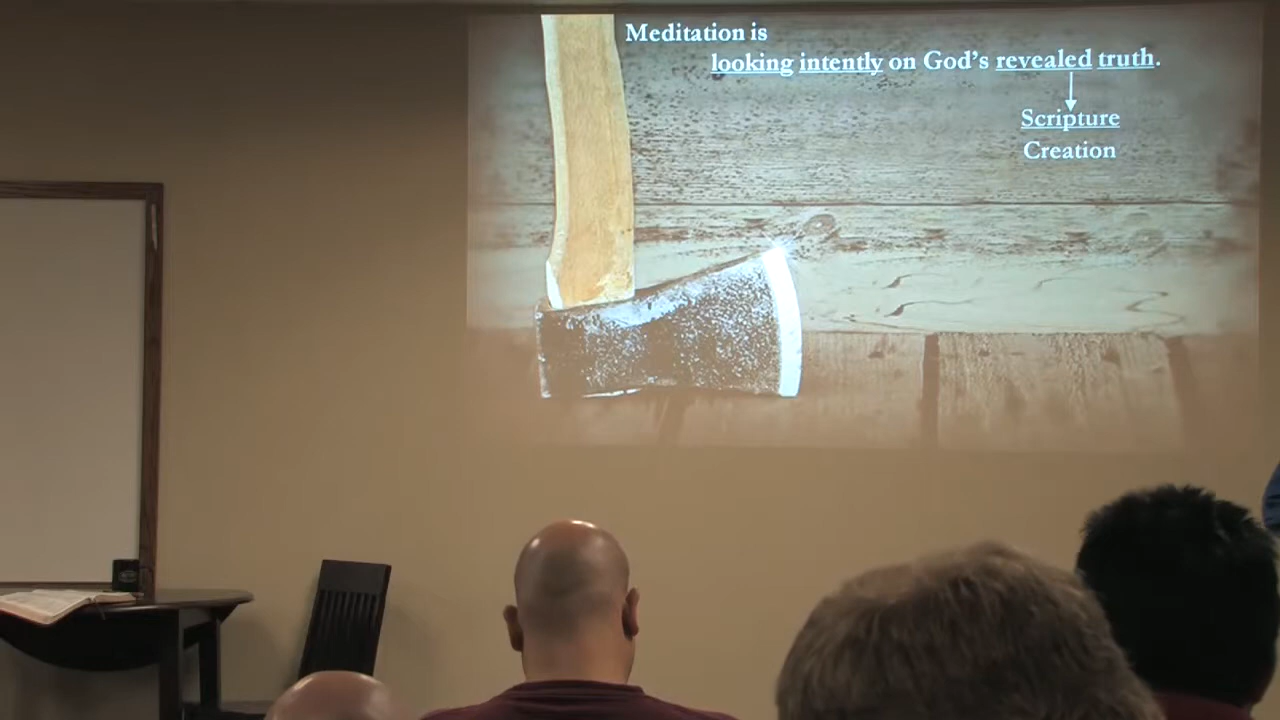 Meditation is
looking intently on God's revealed truth.
Scripture
Creation